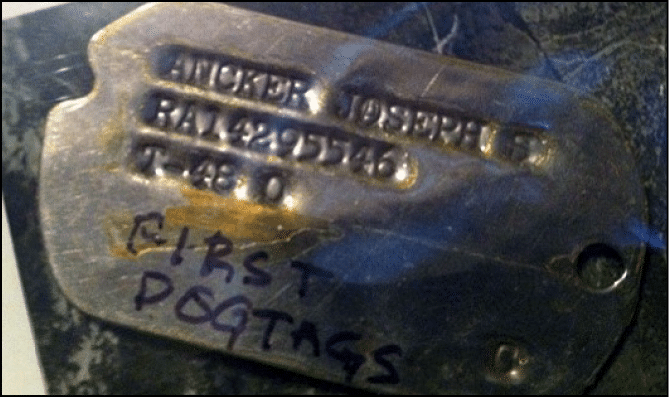 ANCKER JOSEPH R
RA14295546
T-48 O
FIRST
DOGTAGS
C